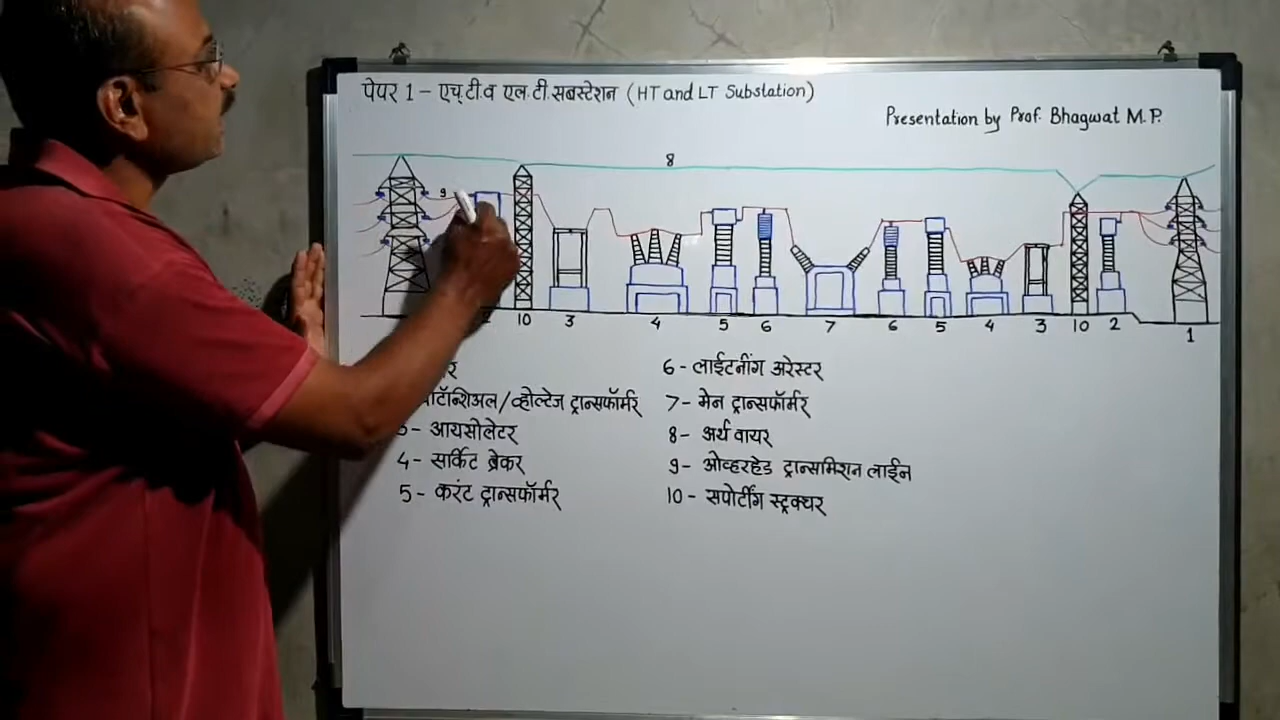 पेपर 1 - एच्.टी.व एल.टी.सबस्टेशन (HT and LT Substation)
Presentation by Prof. Bhagwat M.P.
8
9
10 3 4 5 6 7 6 5 4 3 10 2 1
पोटॅन्शिअल/व्होल्टेज ट्रान्सफॉर्मर
- आयसोलेटर
4 - सर्किट ब्रेकर
5 - करंट ट्रान्सफॉर्मर
6 - लाईटनींग अरेस्टर
7 - मेन ट्रान्सफॉर्मर
8 - अर्थ वायर
9 - ओव्हरहेड ट्रान्समिशन लाईन
10 - सपोर्टींग स्ट्रक्चर